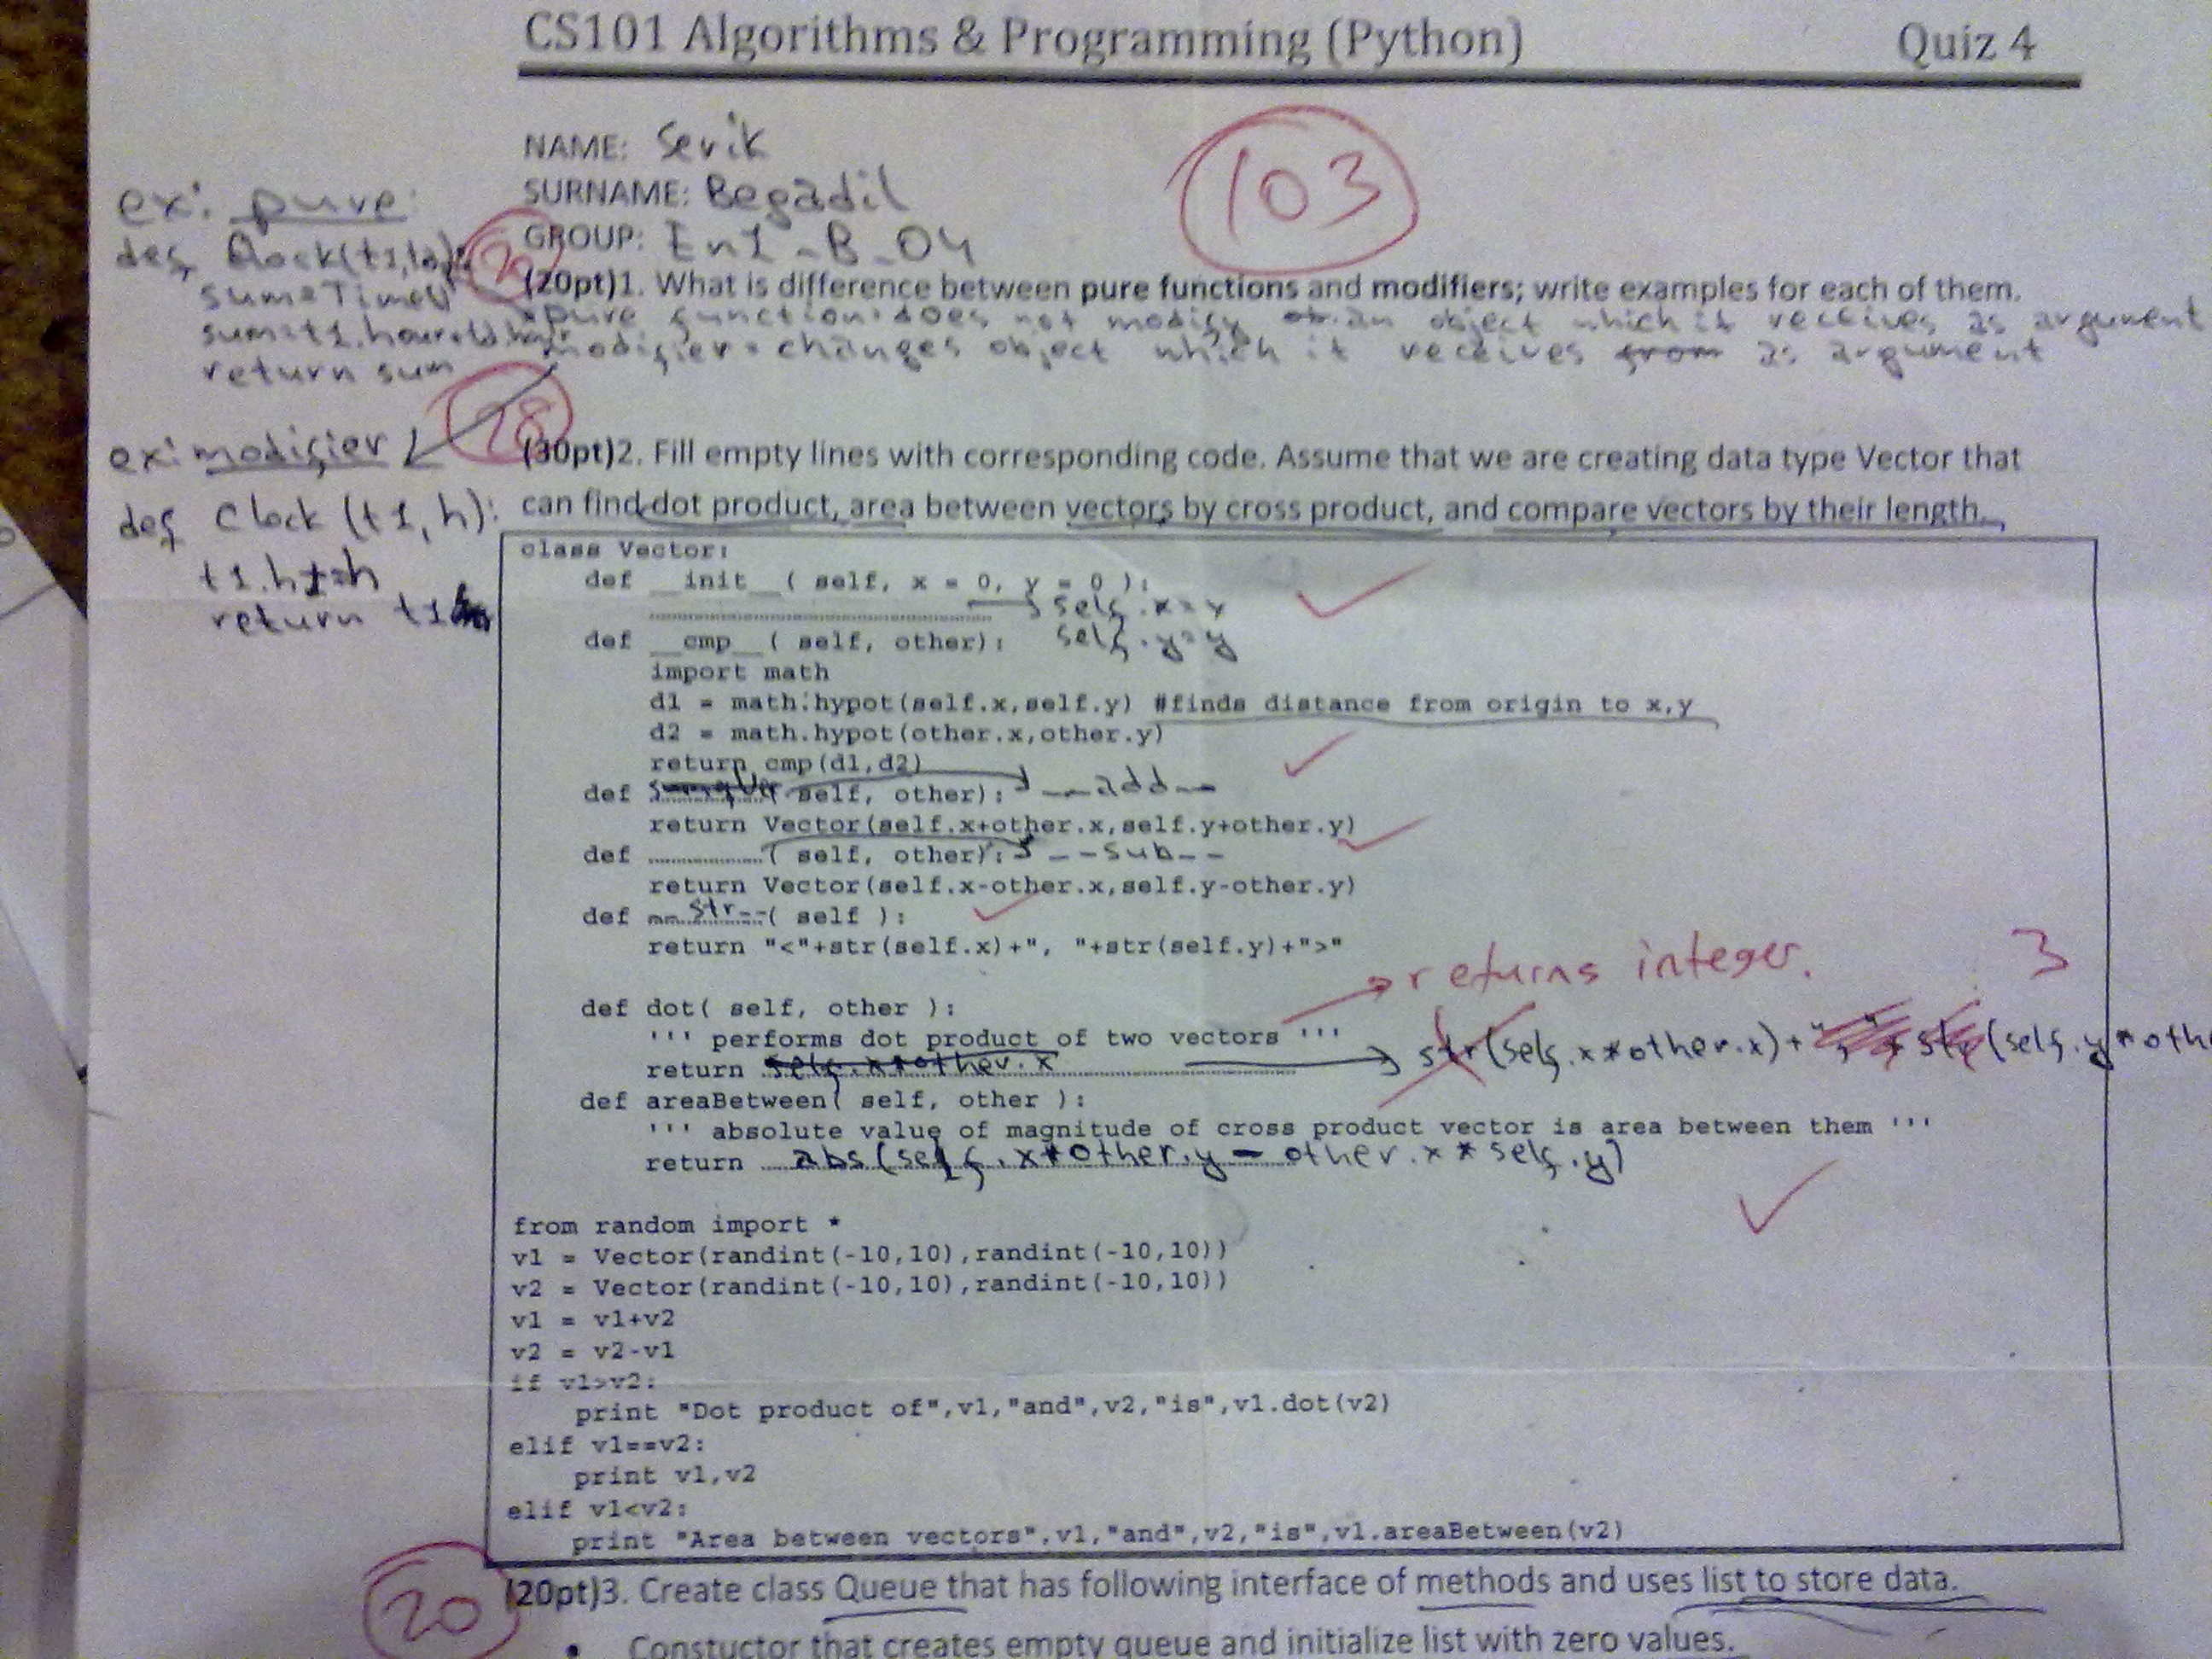 CS101 Algorithms & Programming (Python) Quiz 4
NAME: Serik
SURNAME: Begadil
GROUP: En1_B_04
103
ex: pure:
def Clock(t1,
sum=Time()
return sum
20
(20pt)1. What is difference between pure functions and modifiers; write examples for each of them.
pure function: does not modify an object which it receives as argument
modifier = changes object which it receives from as argument
28
ex: modifier
def Clock (t1, h):
t1.h+=h
return t1
(30pt)2. Fill empty lines with corresponding code. Assume that we are creating data type Vector that
can find dot product, area between vectors by cross product, and compare vectors by their length.
class Vector:
def __init__( self, x = 0, y = 0 ):
self.x=x
def __cmp__( self, other): self.y=y
import math
d1 = math.hypot(self.x,self.y) #finds distance from origin to x,y
d2 = math.hypot(other.x,other.y)
return cmp(d1,d2)
def ( self, other): __add__
return Vector(self.x+other.x,self.y+other.y)
def ..............( self, other): __sub__
return Vector(self.x-other.x,self.y-other.y)
def __str__( self ):
return "<"+str(self.x)+", "+str(self.y)+">"
returns integer. 3
def dot( self, other ):
''' performs dot product of two vectors '''
return self.x*other.x str(self.x*other.x)+ str(self.y*oth
def areaBetween( self, other ):
''' absolute value of magnitude of cross product vector is area between them '''
return abs(self.x*other.y - other.x * self.y)
from random import *
v1 = Vector(randint(-10,10),randint(-10,10))
v2 = Vector(randint(-10,10),randint(-10,10))
v1 = v1+v2
v2 = v2-v1
if v1>v2:
print "Dot product of",v1,"and",v2,"is",v1.dot(v2)
elif v1==v2:
print v1,v2
elif v1<v2:
print "Area between vectors",v1,"and",v2,"is",v1.areaBetween(v2)
20
(20pt)3. Create class Queue that has following interface of methods and uses list to store data.
• Constuctor that creates empty queue and initialize list with zero values.